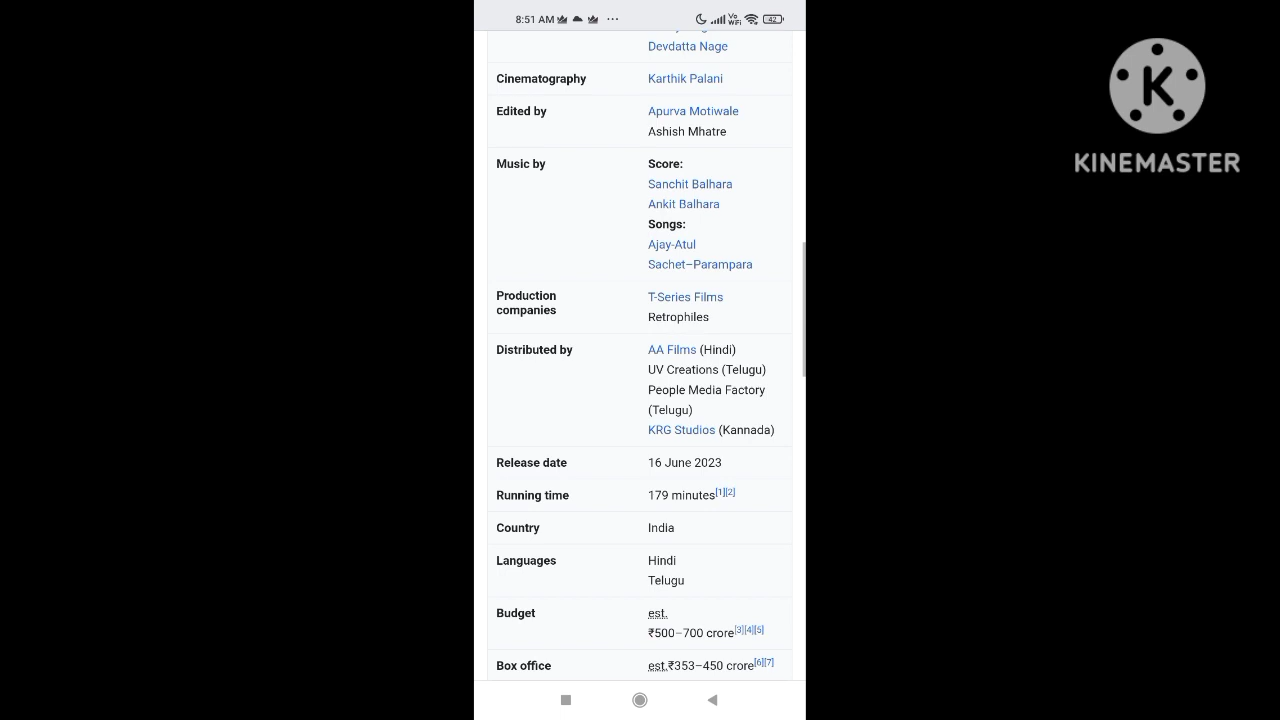 8:51 AM
Vo WiFi
42
Devdatta Nage
Cinematography Karthik Palani
Edited by Apurva Motiwale
Ashish Mhatre
Music by Score:
Sanchit Balhara
Ankit Balhara
Songs:
Ajay-Atul
Sachet–Parampara
Production companies T-Series Films
Retrophiles
Distributed by AA Films (Hindi)
UV Creations (Telugu)
People Media Factory
(Telugu)
KRG Studios (Kannada)
Release date 16 June 2023
Running time 179 minutes[1][2]
Country India
Languages Hindi
Telugu
Budget est.
₹500–700 crore[3][4][5]
Box office est.₹353–450 crore[6][7]
K
KINEMASTER